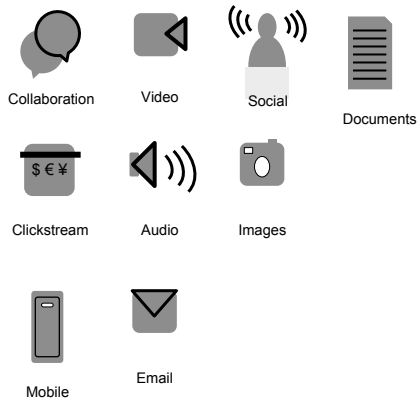 Collaboration
Video
Social
Documents
$ € ¥
Clickstream
Audio
Images
Mobile
Email